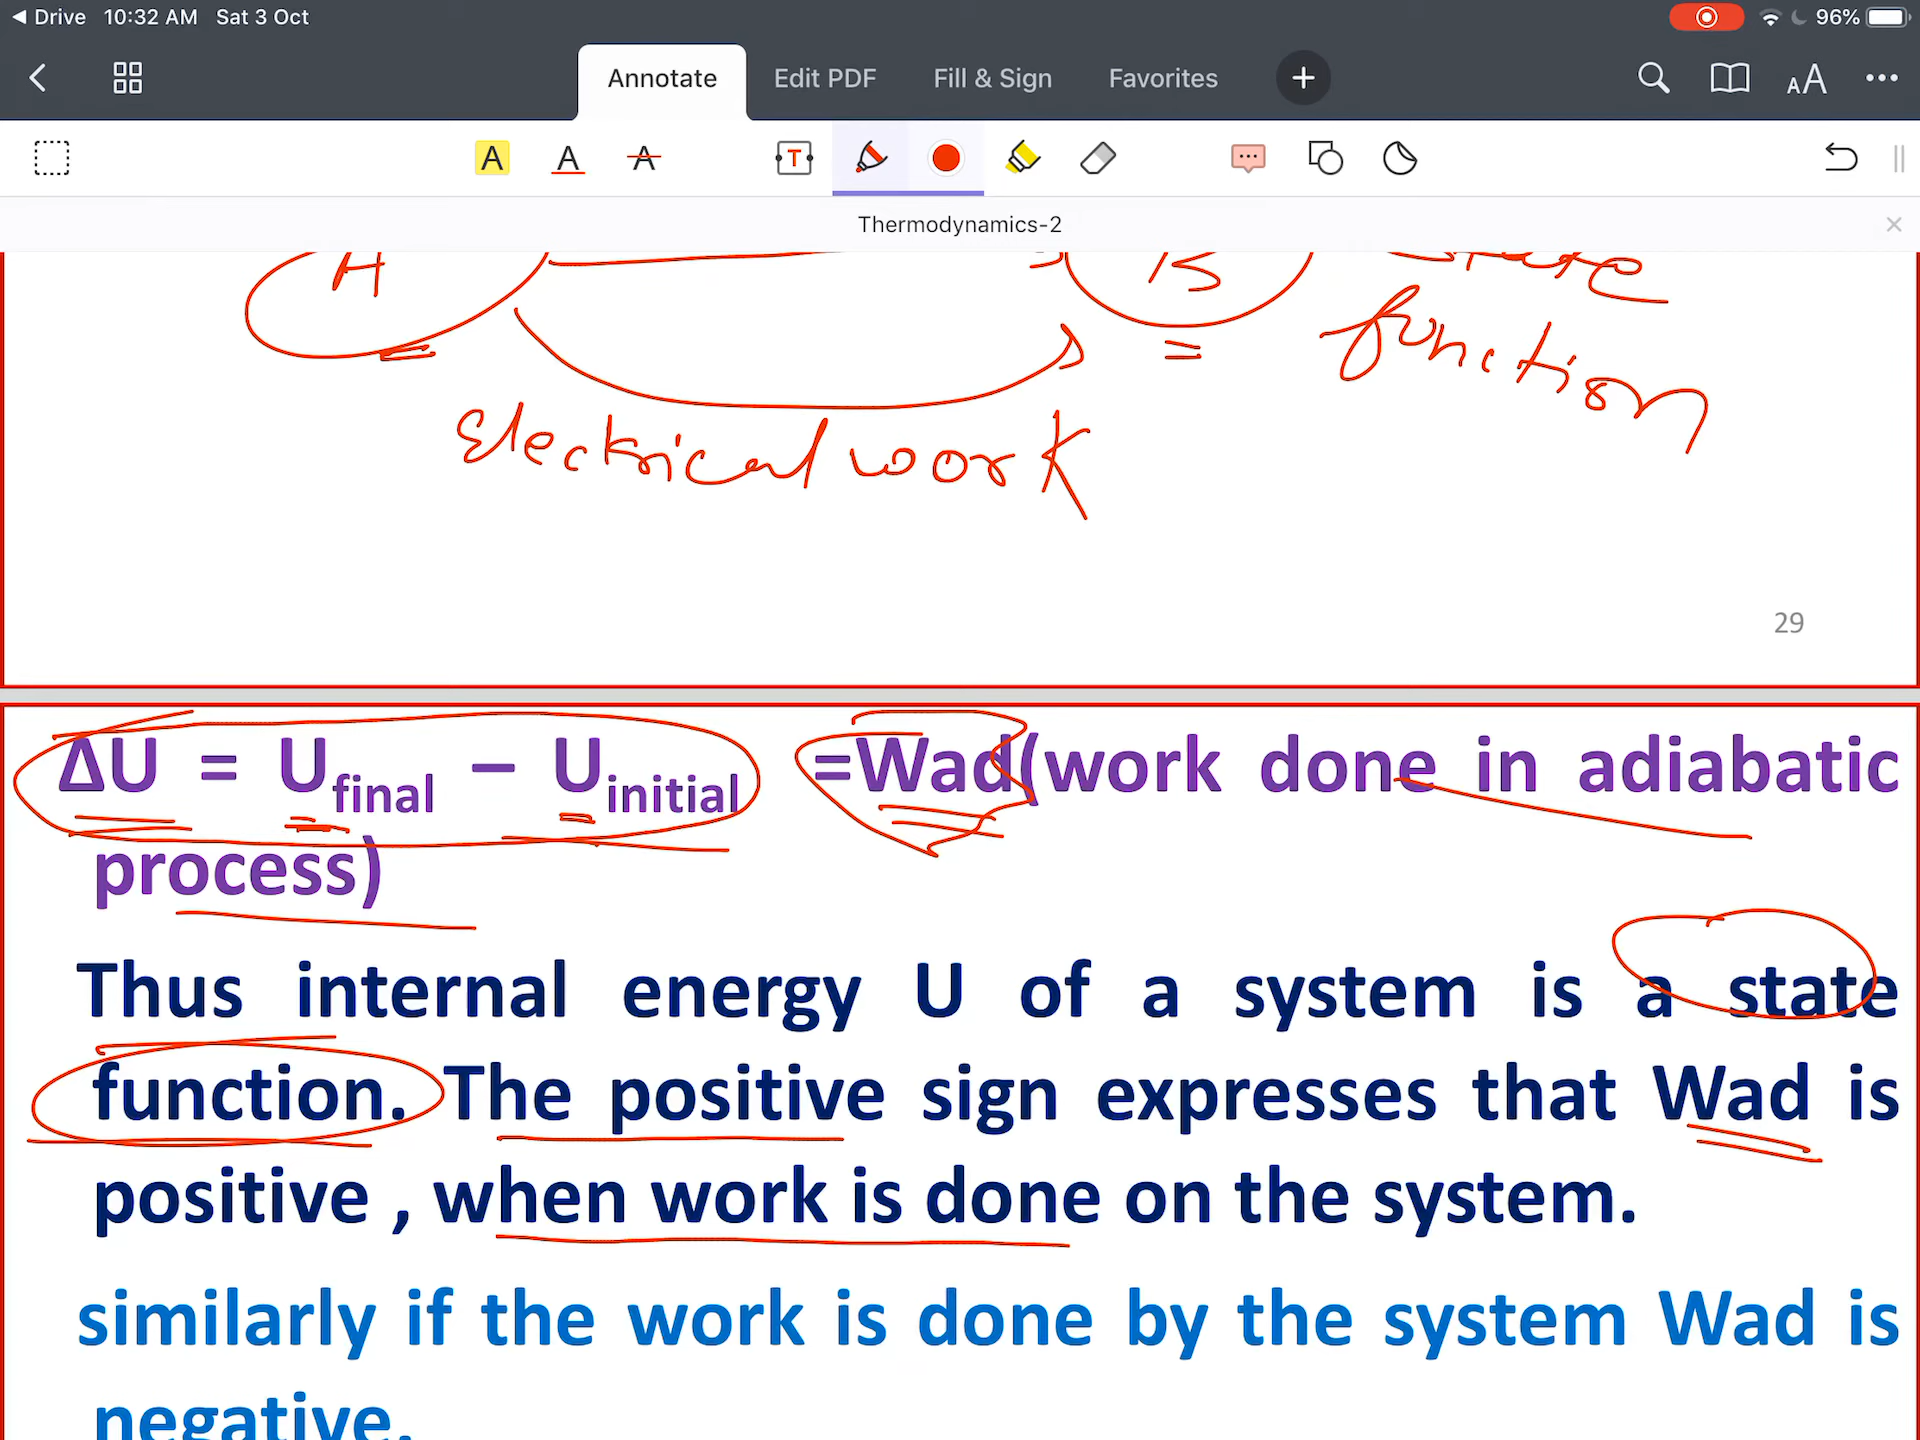 Drive 10:32 AM Sat 3 Oct 96%
Annotate Edit PDF Fill & Sign Favorites
AA
A A A T
Thermodynamics-2
A B state
function
Electrical work
29
ΔU = Ufinal – Uinitial =Wad(work done in adiabatic
process)
Thus internal energy U of a system is a state
function. The positive sign expresses that Wad is
positive , when work is done on the system.
similarly if the work is done by the system Wad is
negative.